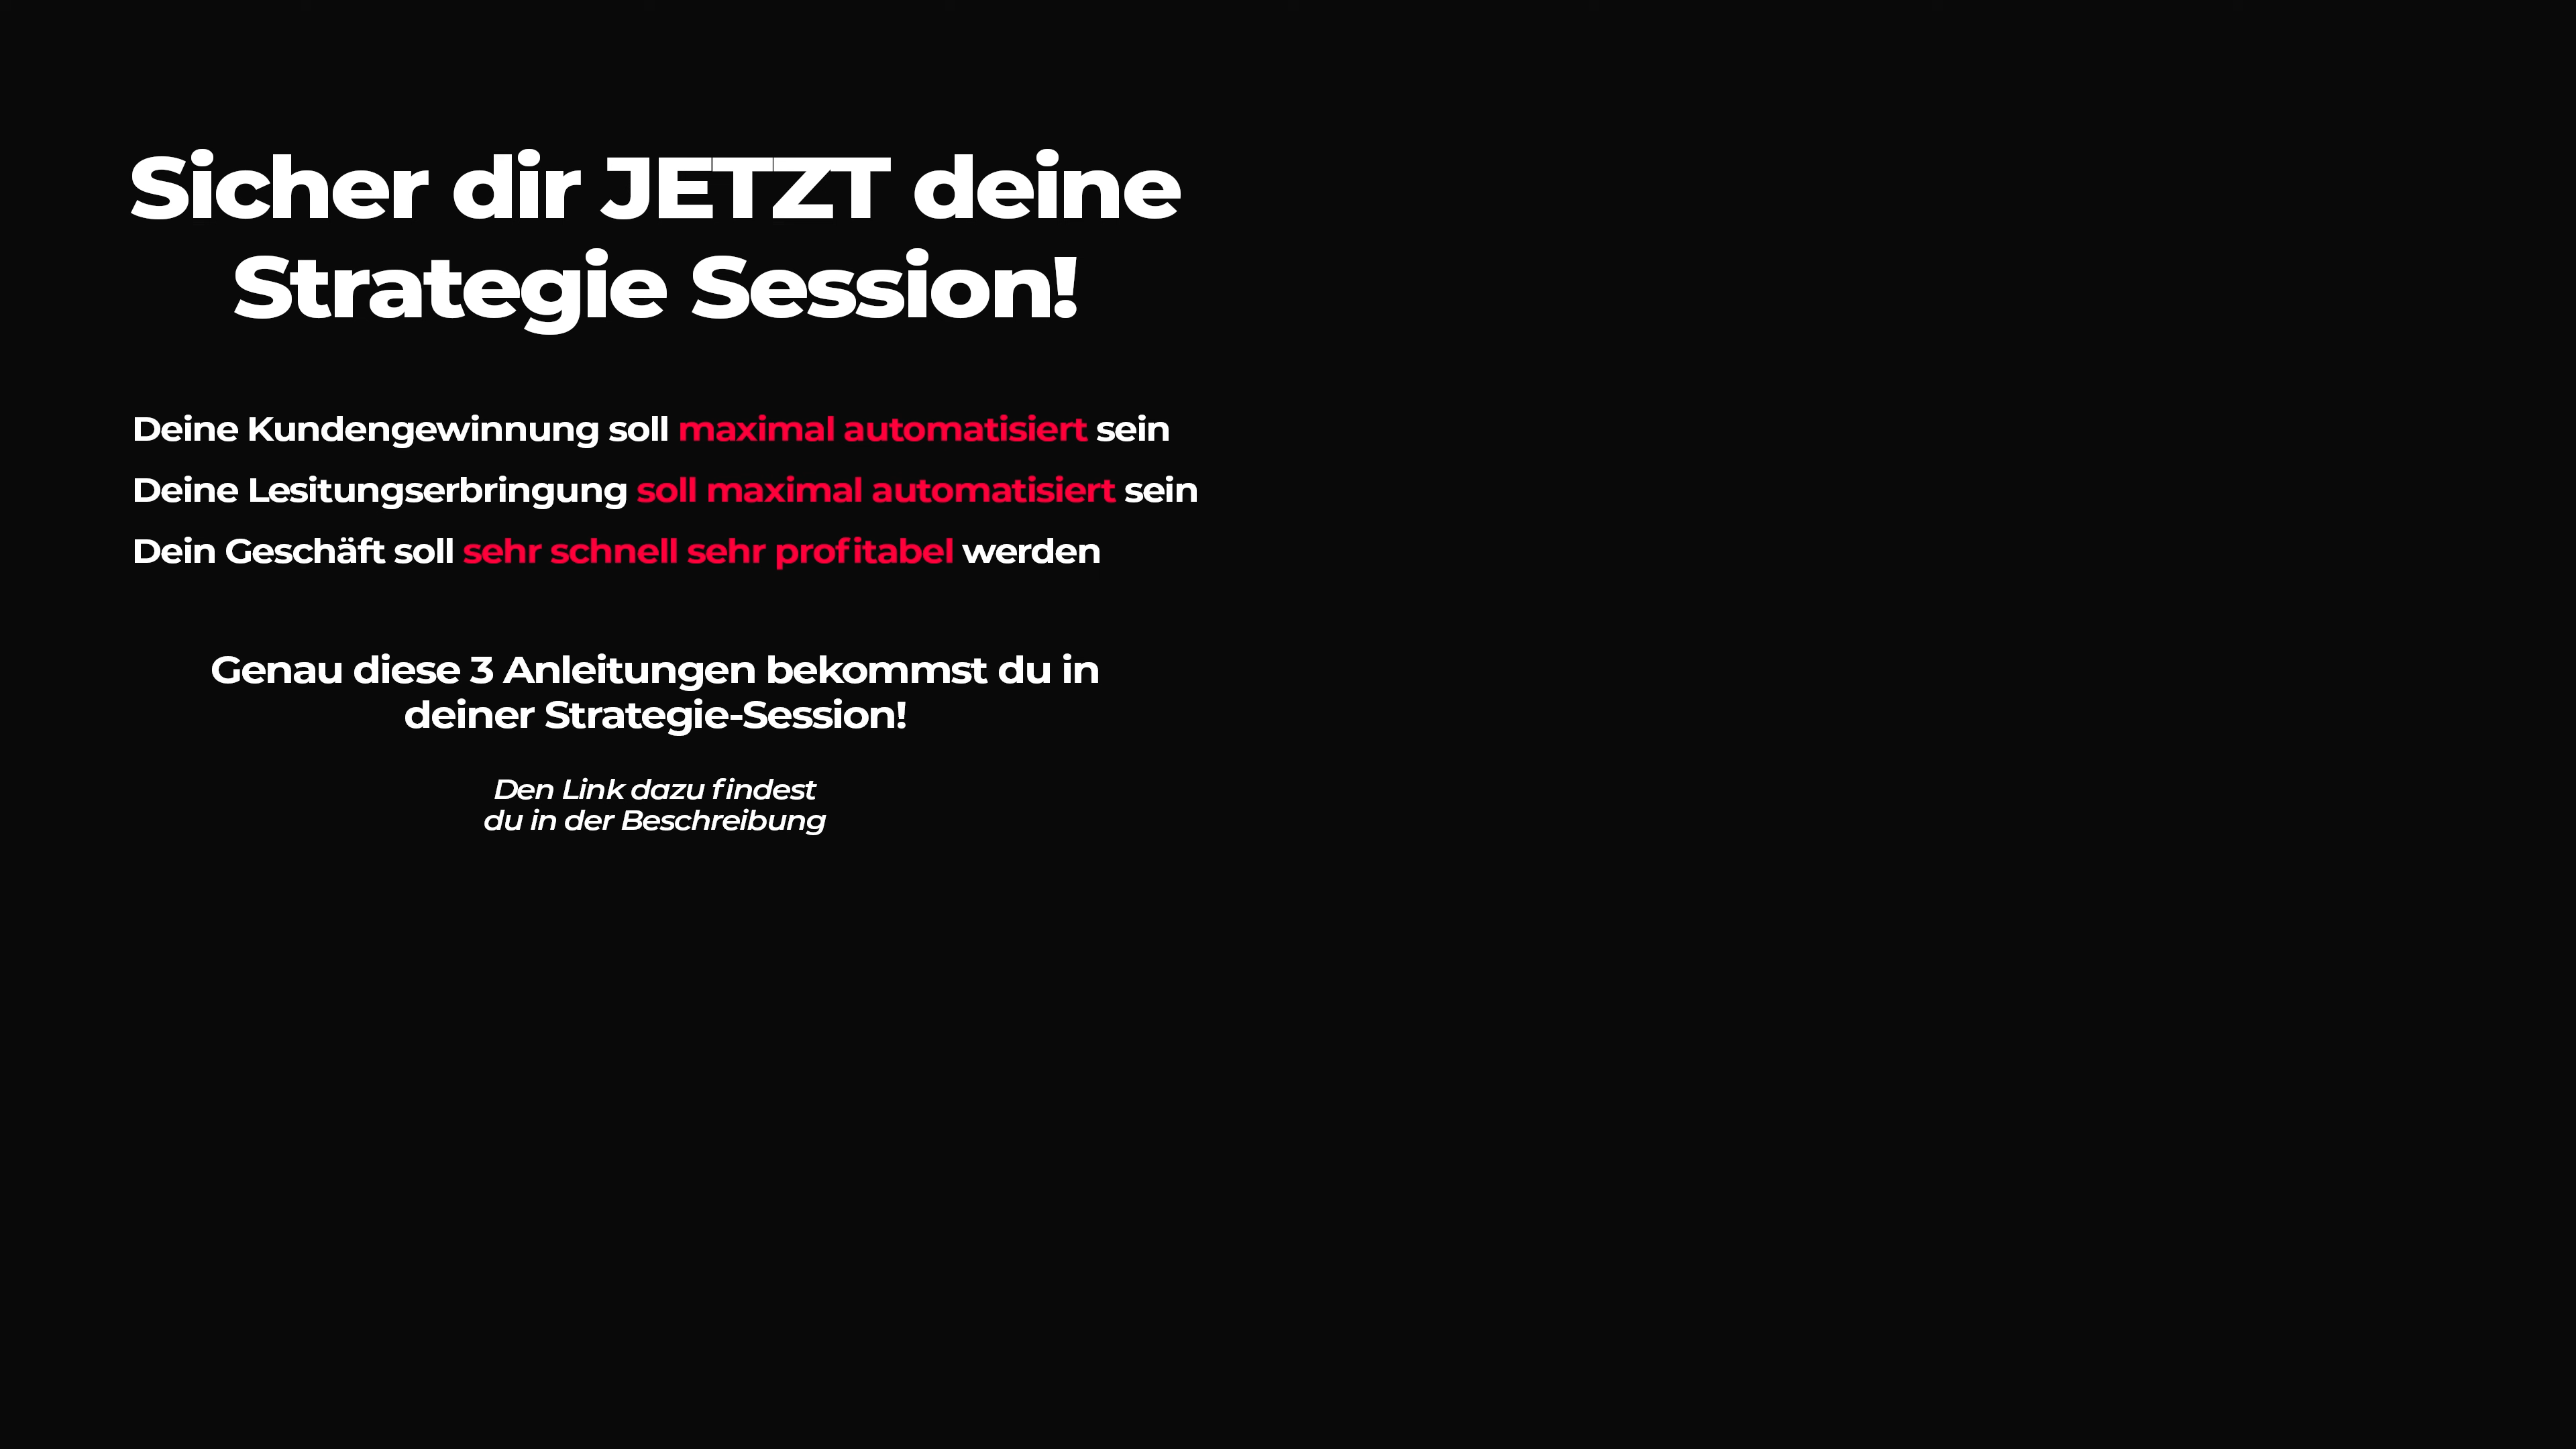 Sicher dir JETZT deine
Strategie Session!
Deine Kundengewinnung soll maximal automatisiert sein
Deine Lesitungserbringung soll maximal automatisiert sein
Dein Geschäft soll sehr schnell sehr profitabel werden
Genau diese 3 Anleitungen bekommst du in
deiner Strategie-Session!
Den Link dazu findest
du in der Beschreibung